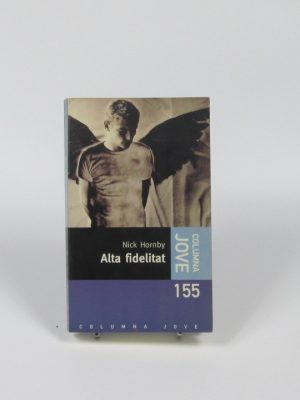 Nick Hornby
Alta fidelitat
COLUMNA
JOVE
155
COLUMNA JOVE